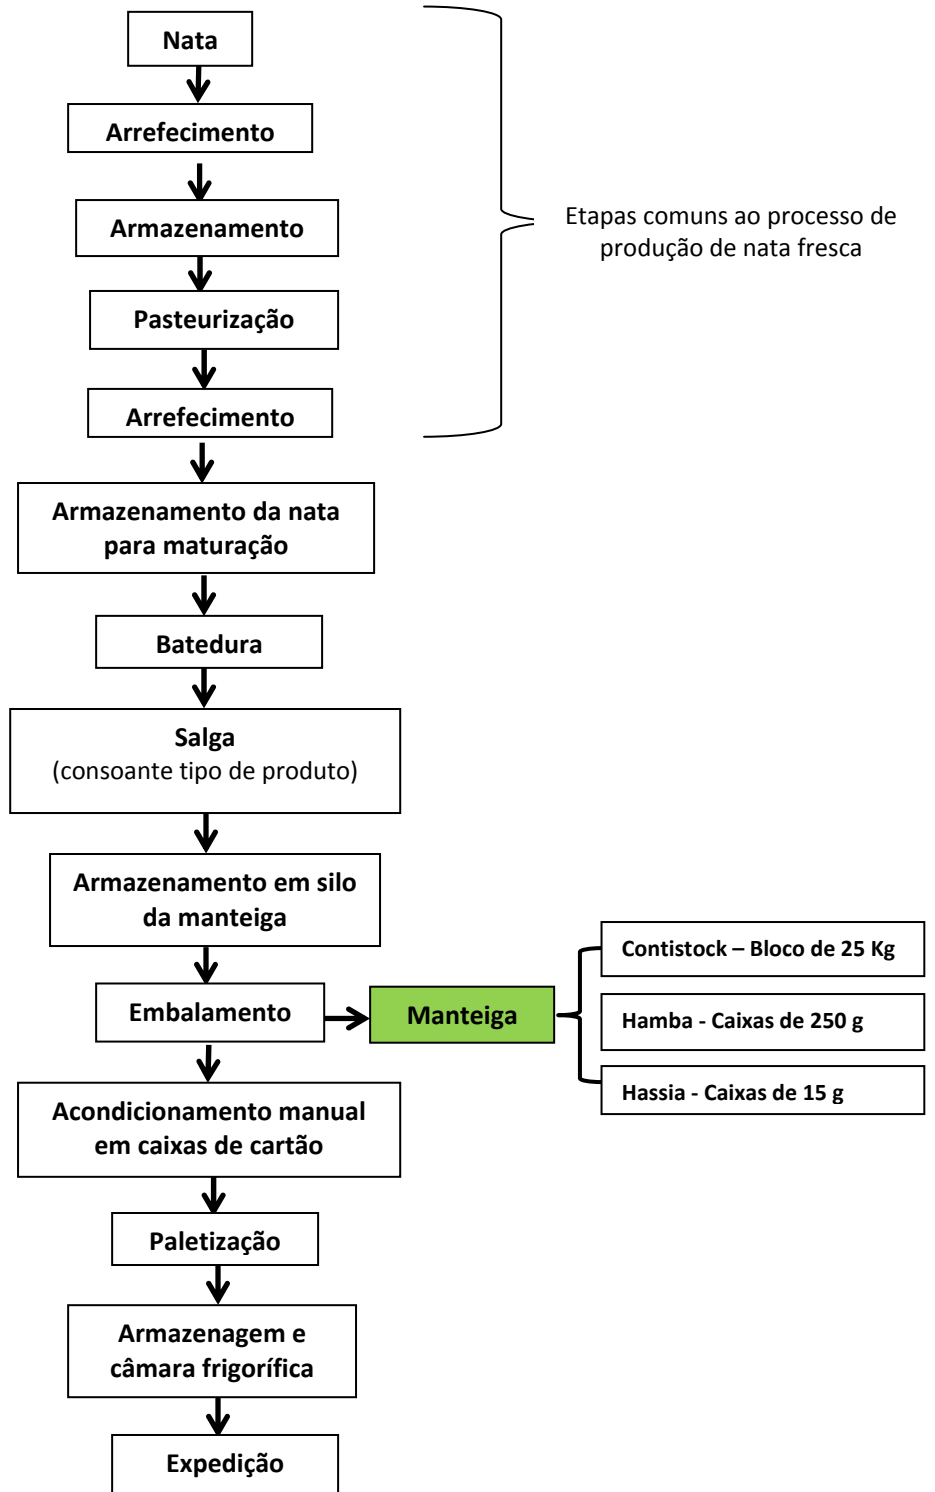 Nata
Arrefecimento
Armazenamento
Etapas comuns ao processo de
produção de nata fresca
Pasteurização
Arrefecimento
Armazenamento da nata
para maturação
Batedura
Salga
(consoante tipo de produto)
Armazenamento em silo
da manteiga
Embalamento
Manteiga
Contistock – Bloco de 25 Kg
Hamba - Caixas de 250 g
Hassia - Caixas de 15 g
Acondicionamento manual
em caixas de cartão
Paletização
Armazenagem e
câmara frigorífica
Expedição